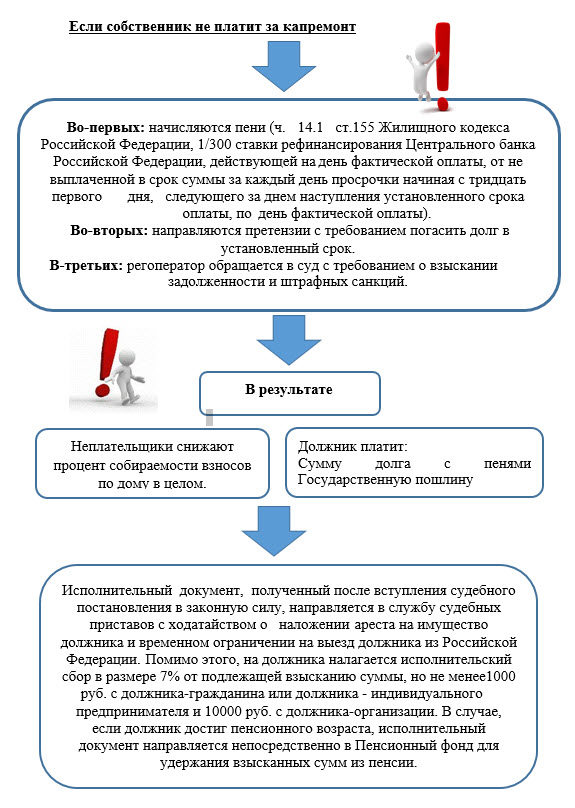 Если собственник не платит за капремонт
Во-первых: начисляются пени (ч. 14.1 ст.155 Жилищного кодекса
Российской Федерации, 1/300 ставки рефинансирования Центрального банка
Российской Федерации, действующей на день фактической оплаты, от не
выплаченной в срок суммы за каждый день просрочки начиная с тридцать
первого дня, следующего за днем наступления установленного срока
оплаты, по день фактической оплаты).
Во-вторых: направляются претензии с требованием погасить долг в
установленный срок.
В-третьих: регоператор обращается в суд с требованием о взыскании
задолженности и штрафных санкций.
В результате
Неплательщики снижают
процент собираемости взносов
по дому в целом.
Должник платит:
Сумму долга с пенями
Государственную пошлину
Исполнительный документ, полученный после вступления судебного
постановления в законную силу, направляется в службу судебных
приставов с ходатайством о наложении ареста на имущество
должника и временном ограничении на выезд должника из Российской
Федерации. Помимо этого, на должника налагается исполнительский
сбор в размере 7% от подлежащей взысканию суммы, но не менее1000
руб. с должника-гражданина или должника - индивидуального
предпринимателя и 10000 руб. с должника-организации. В случае,
если должник достиг пенсионного возраста, исполнительный
документ направляется непосредственно в Пенсионный фонд для
удержания взысканных сумм из пенсии.